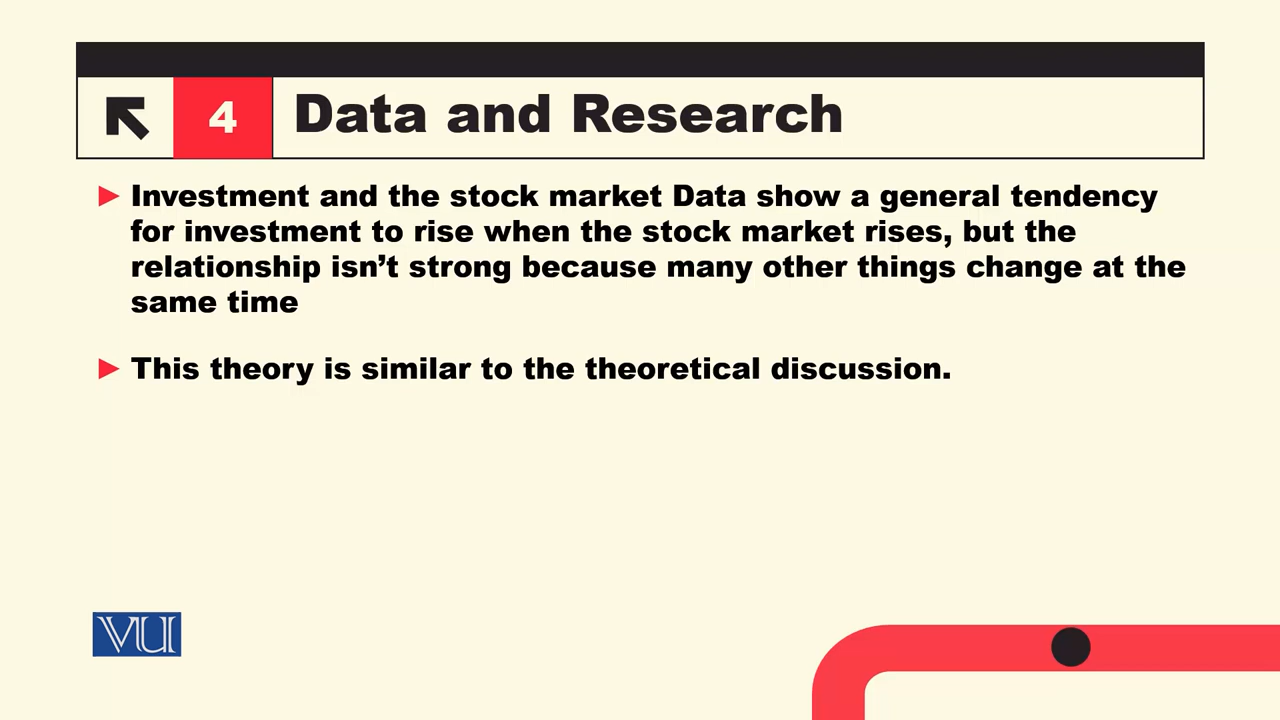 4 Data and Research
Investment and the stock market Data show a general tendency
for investment to rise when the stock market rises, but the
relationship isn’t strong because many other things change at the
same time
This theory is similar to the theoretical discussion.
VU